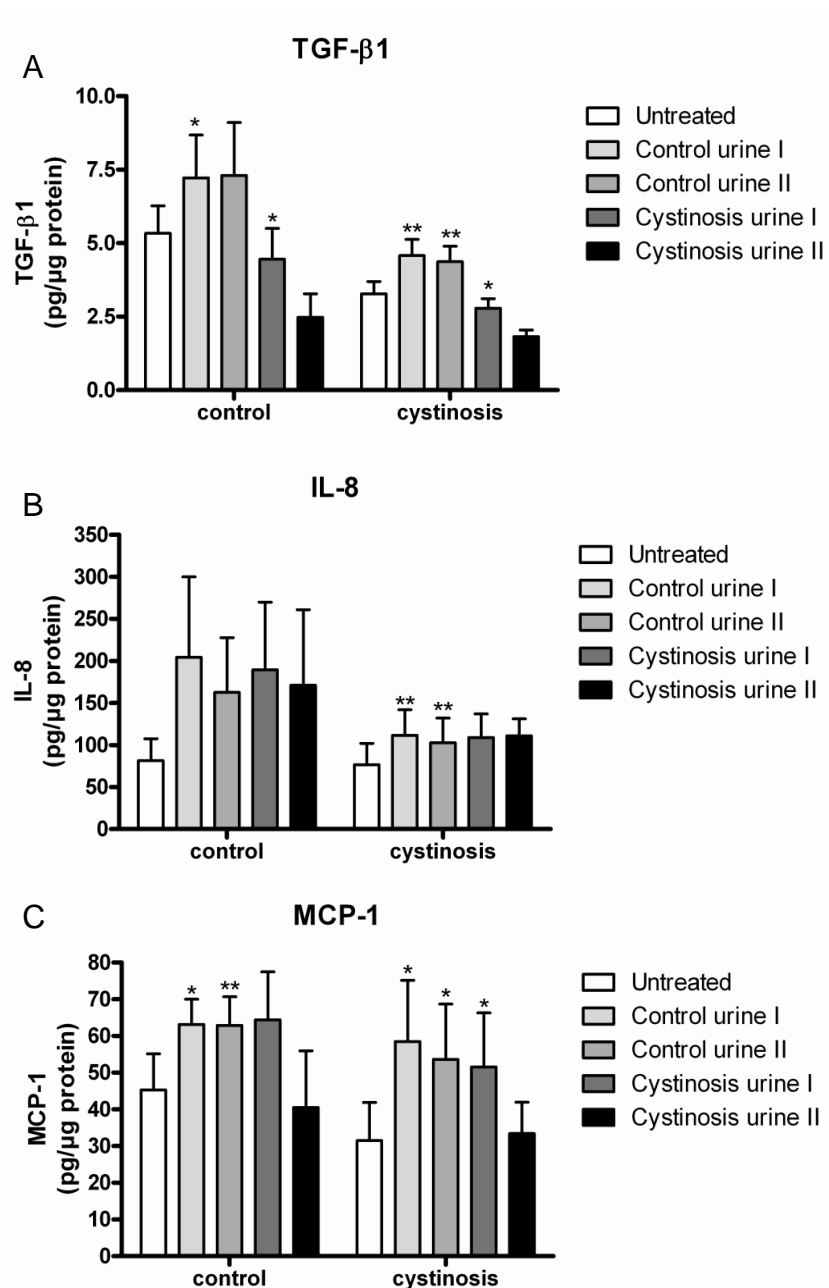 A
TGF-β1
TGF-β1
(pg/µg protein)
10.0
7.5
5.0
2.5
0.0
*
*
**
**
*
control
cystinosis
Untreated
Control urine I
Control urine II
Cystinosis urine I
Cystinosis urine II
B
IL-8
IL-8
(pg/µg protein)
350
300
250
200
150
100
50
0
**
**
control
cystinosis
Untreated
Control urine I
Control urine II
Cystinosis urine I
Cystinosis urine II
C
MCP-1
MCP-1
(pg/µg protein)
80
70
60
50
40
30
20
10
0
*
**
*
*
*
control
cystinosis
Untreated
Control urine I
Control urine II
Cystinosis urine I
Cystinosis urine II